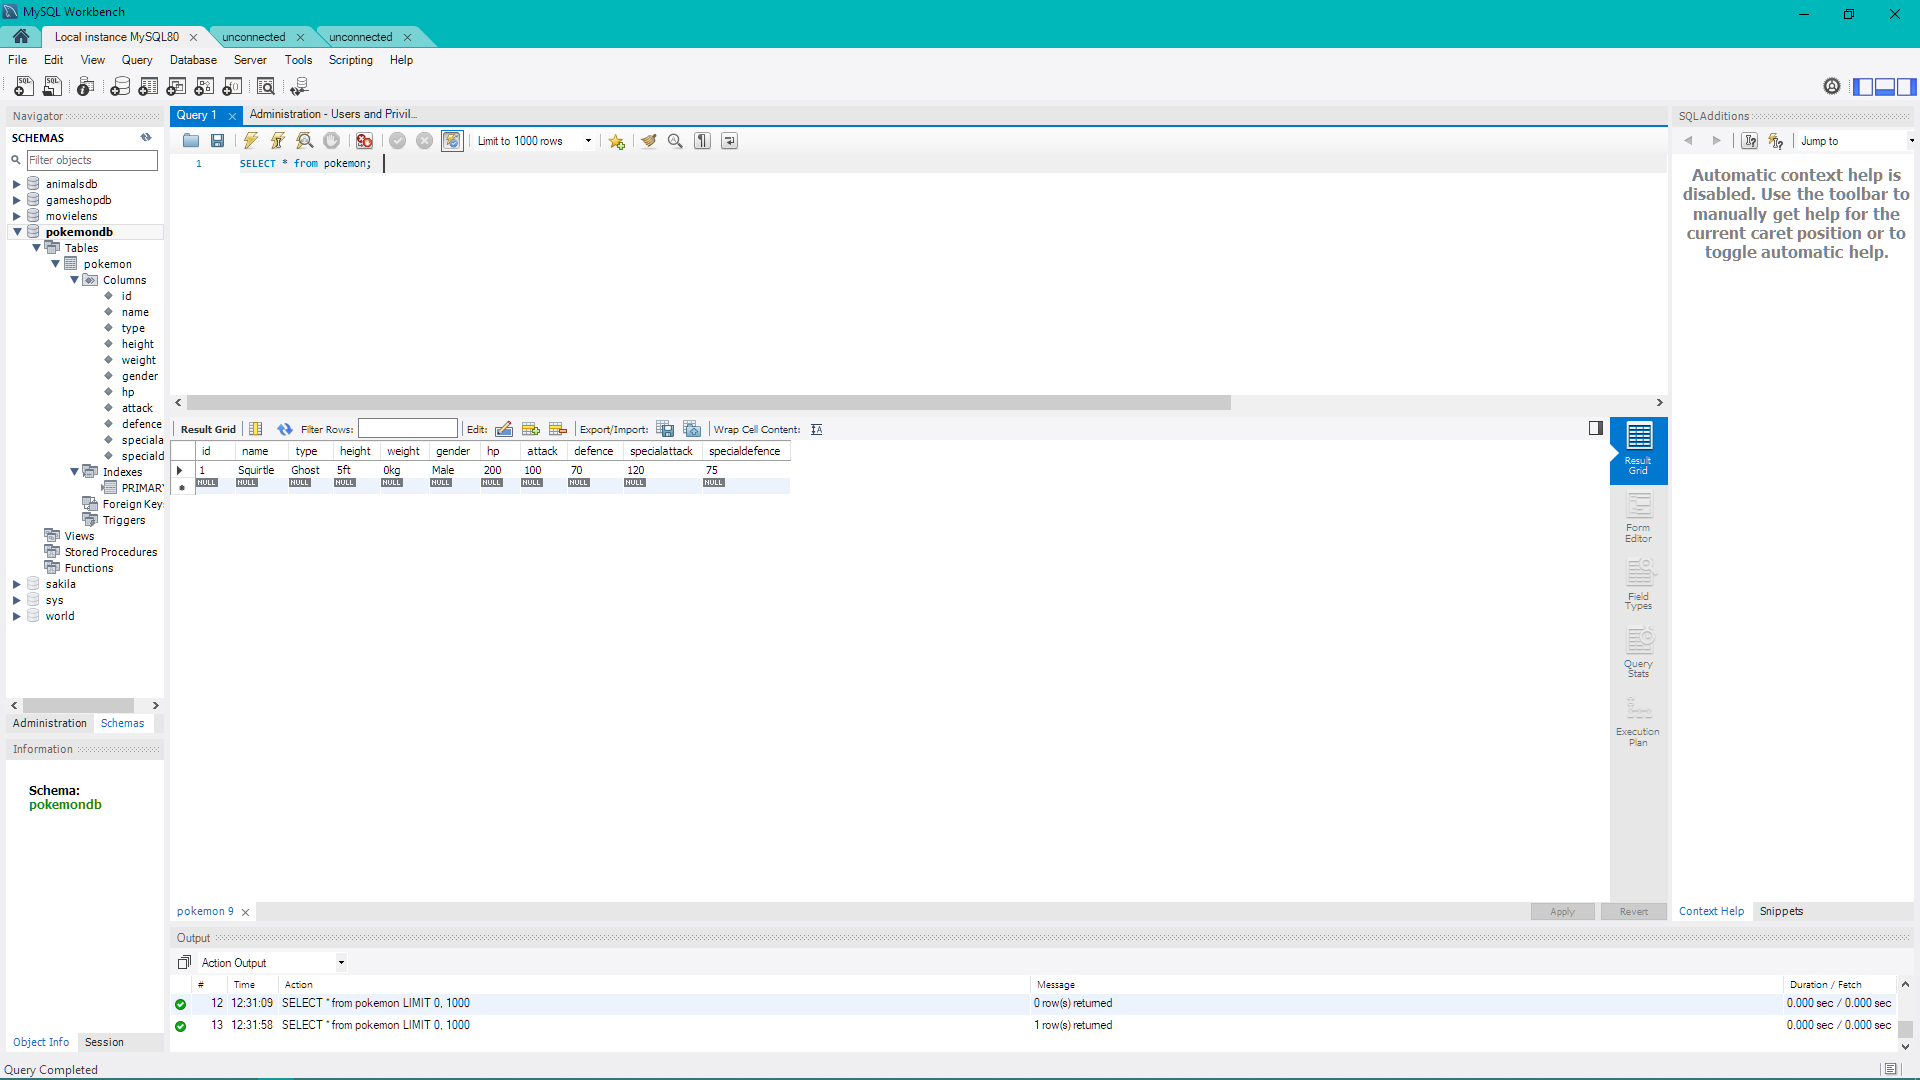 MySQL Workbench
Local instance MySQL80
unconnected
unconnected
File Edit View Query Database Server Tools Scripting Help
Navigator
SCHEMAS
Filter objects
animalsdb
gameshopdb
movielens
pokemondb
Tables
pokemon
Columns
id
name
type
height
weight
gender
hp
attack
defence
speciala
speciald
Indexes
PRIMARY
Foreign Key
Triggers
Views
Stored Procedures
Functions
sakila
sys
world
Administration Schemas
Information
Schema:
pokemondb
Object Info Session
Query 1 Administration - Users and Privil...
Limit to 1000 rows
1 SELECT * from pokemon;
Result Grid Filter Rows: Edit: Export/Import: Wrap Cell Content:
id name type height weight gender hp attack defence specialattack specialdefence
1 Squirtle Ghost 5ft 0kg Male 200 100 70 120 75
NULL NULL NULL NULL NULL NULL NULL NULL NULL NULL NULL
Result
Grid
Form
Editor
Field
Types
Query
Stats
Execution
Plan
pokemon 9
Apply Revert
SQLAdditions
Jump to
Automatic context help is
disabled. Use the toolbar to
manually get help for the
current caret position or to
toggle automatic help.
Context Help Snippets
Output
Action Output
# Time Action Message Duration / Fetch
12 12:31:09 SELECT * from pokemon LIMIT 0, 1000 0 row(s) returned 0.000 sec / 0.000 sec
13 12:31:58 SELECT * from pokemon LIMIT 0, 1000 1 row(s) returned 0.000 sec / 0.000 sec
Query Completed